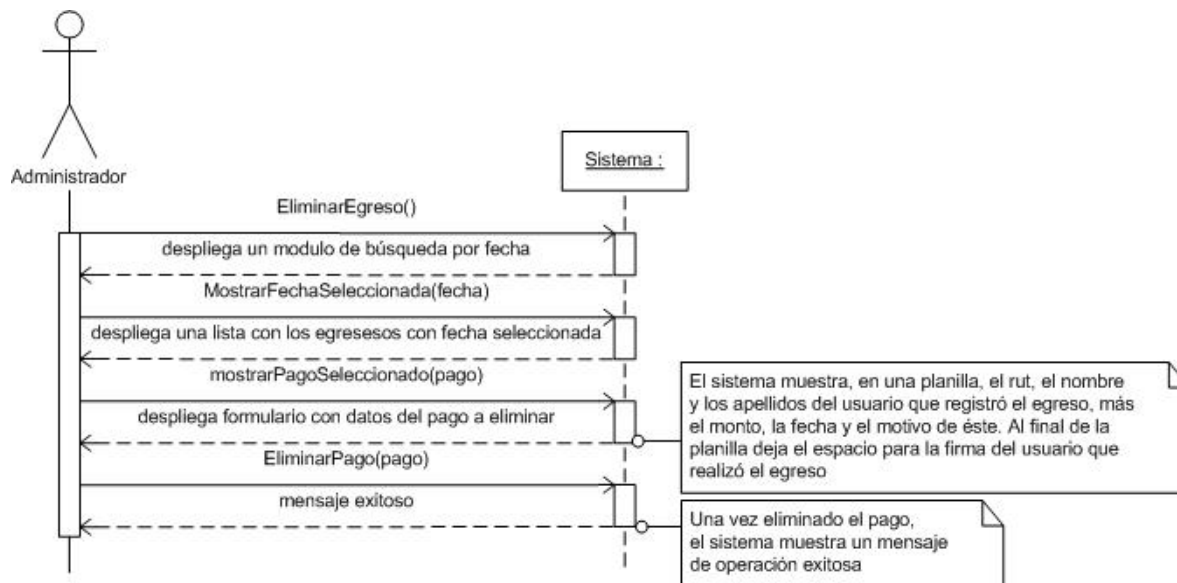 Administrador
Sistema :
EliminarEgreso()
despliega un modulo de búsqueda por fecha
MostrarFechaSeleccionada(fecha)
despliega una lista con los egresesos con fecha seleccionada
mostrarPagoSeleccionado(pago)
despliega formulario con datos del pago a eliminar
El sistema muestra, en una planilla, el rut, el nombre
y los apellidos del usuario que registró el egreso, más
el monto, la fecha y el motivo de éste. Al final de la
planilla deja el espacio para la firma del usuario que
realizó el egreso
EliminarPago(pago)
mensaje exitoso
Una vez eliminado el pago,
el sistema muestra un mensaje
de operación exitosa